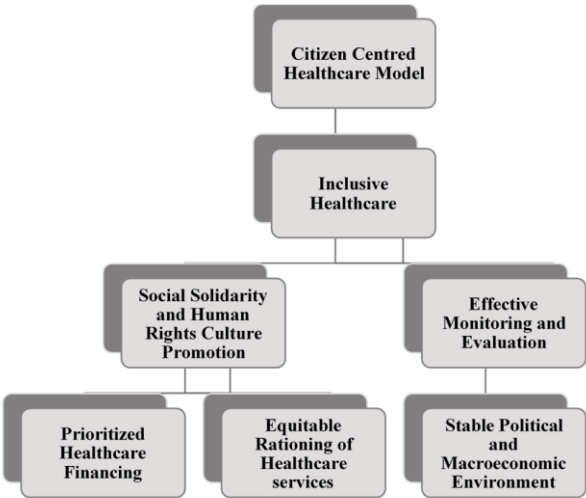 Citizen Centred
Healthcare Model
Inclusive
Healthcare
Social Solidarity
and Human
Rights Culture
Promotion
Effective
Monitoring and
Evaluation
Prioritized
Healthcare
Financing
Equitable
Rationing of
Healthcare
services
Stable Political
and
Macroeconomic
Environment